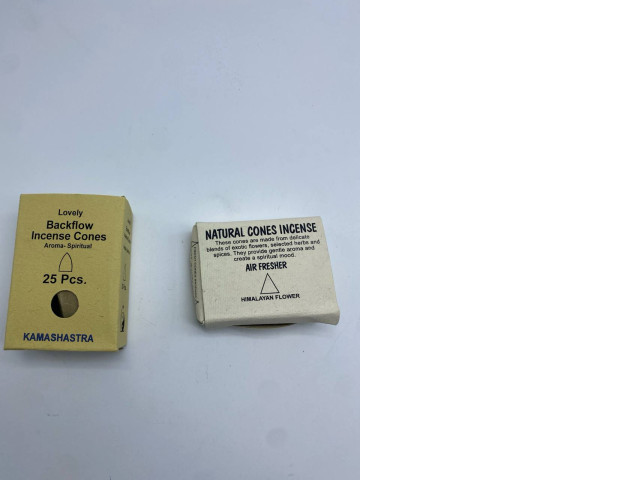 Lovely
Backflow
Incense Cones
Aroma- Spiritual
25 Pcs.
KAMASHASTRA
NATURAL CONES INCENSE
These cones are made from delicate
blends of exotic flowers, selected herbs and
spices. They provide gentle aroma and
create a spiritual mood.
AIR FRESHER
HIMALAYAN FLOWER